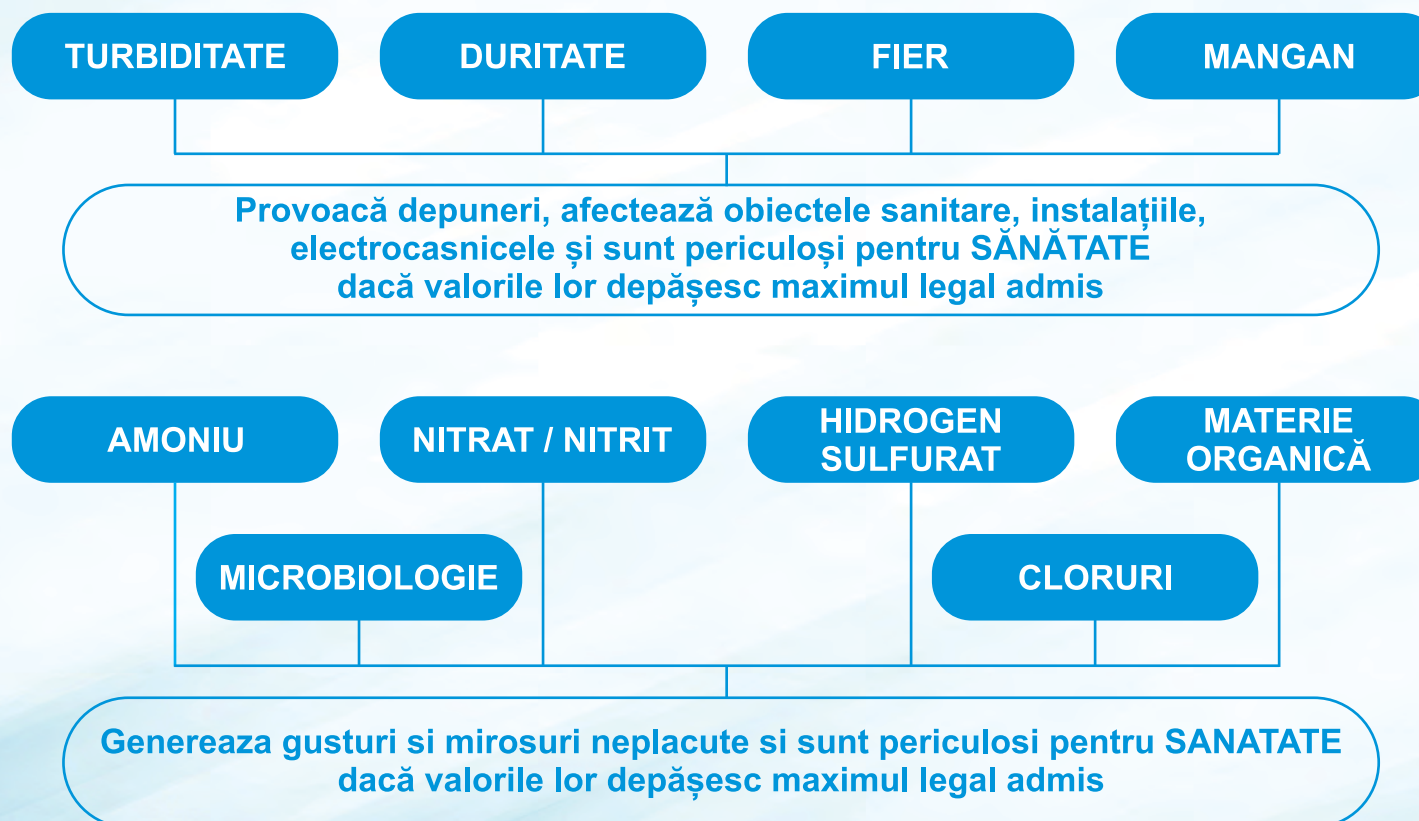 TURBIDITATE
DURITATE
FIER
MANGAN
Provoacă depuneri, afectează obiectele sanitare, instalațiile,
electrocasnicele și sunt periculoși pentru SĂNĂTATE
dacă valorile lor depășesc maximul legal admis
AMONIU
NITRAT / NITRIT
HIDROGEN
SULFURAT
MATERIE
ORGANICĂ
MICROBIOLOGIE
CLORURI
Genereaza gusturi si mirosuri neplacute si sunt periculosi pentru SANATATE
dacă valorile lor depășesc maximul legal admis